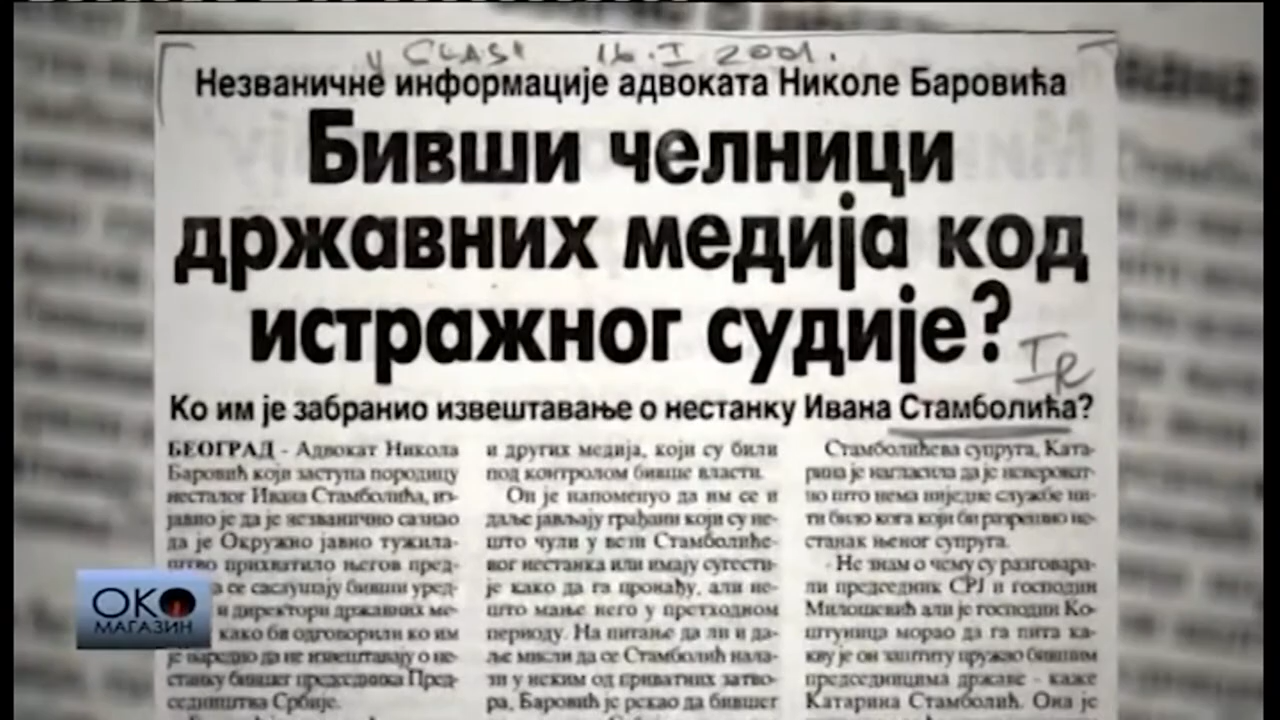 у GLASU 16.I 2001.
Незваничне информације адвоката Николе Баровића
Бивши челници
државних медија код
истражног судије?
IR
Ко им је забранио извештавање о нестанку Ивана Стамболића?
БЕОГРАД - Адвокат Никола
Баровић који заступа породицу
несталог Ивана Стамболића, из-
јавио је да је незванично сазнао
да је Окружно јавно тужила-
штво прихватило његов пред-
а се саслушају бивши уред-
и директори државних ме-
како би одговорили ко им
је наредио да не извештавају о не-
станку бившег председника Пред-
седништва Србије.
и других медија, који су били
под контролом бивше власти.
Он је напоменуо да им се и
даље јављају грађани који су не-
што чули у вези Стамболиће-
вог нестанка или имају сугести-
је како да га пронађу, али не-
што мање него у претходном
периоду. На питање да ли и да-
ље мисли да се Стамболић нала-
зи у неким од приватних затво-
ра, Баровић је рекао да бившег
Стамболићева супруга, Ката-
рина је нагласила да је невероват-
но што нема ниједне службе ни-
ти било кога који би разрешио не-
станак њеног супруга.
- Не знам о чему су разговара-
ли председник СРЈ и господин
Милошевић али је господин Ко-
штуница морао да га пита ка-
кву је он заштиту пружао бившим
председницима државе - каже
Катарина Стамболић. Она је
ОКО
МАГАЗИН